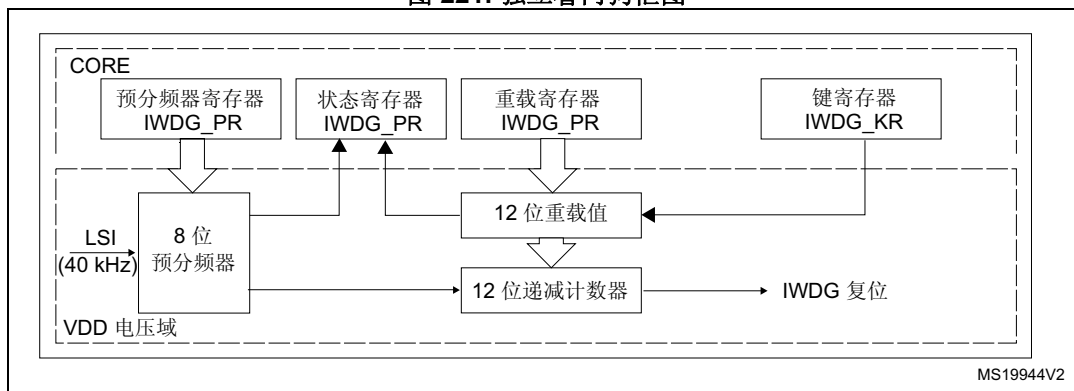 图 221. 独立看门狗框图
CORE
预分频器寄存器
IWDG_PR
状态寄存器
IWDG_PR
重载寄存器
IWDG_PR
键寄存器
IWDG_KR
LSI
(40 kHz)
8 位
预分频器
12 位重载值
12 位递减计数器
IWDG 复位
VDD 电压域
MS19944V2